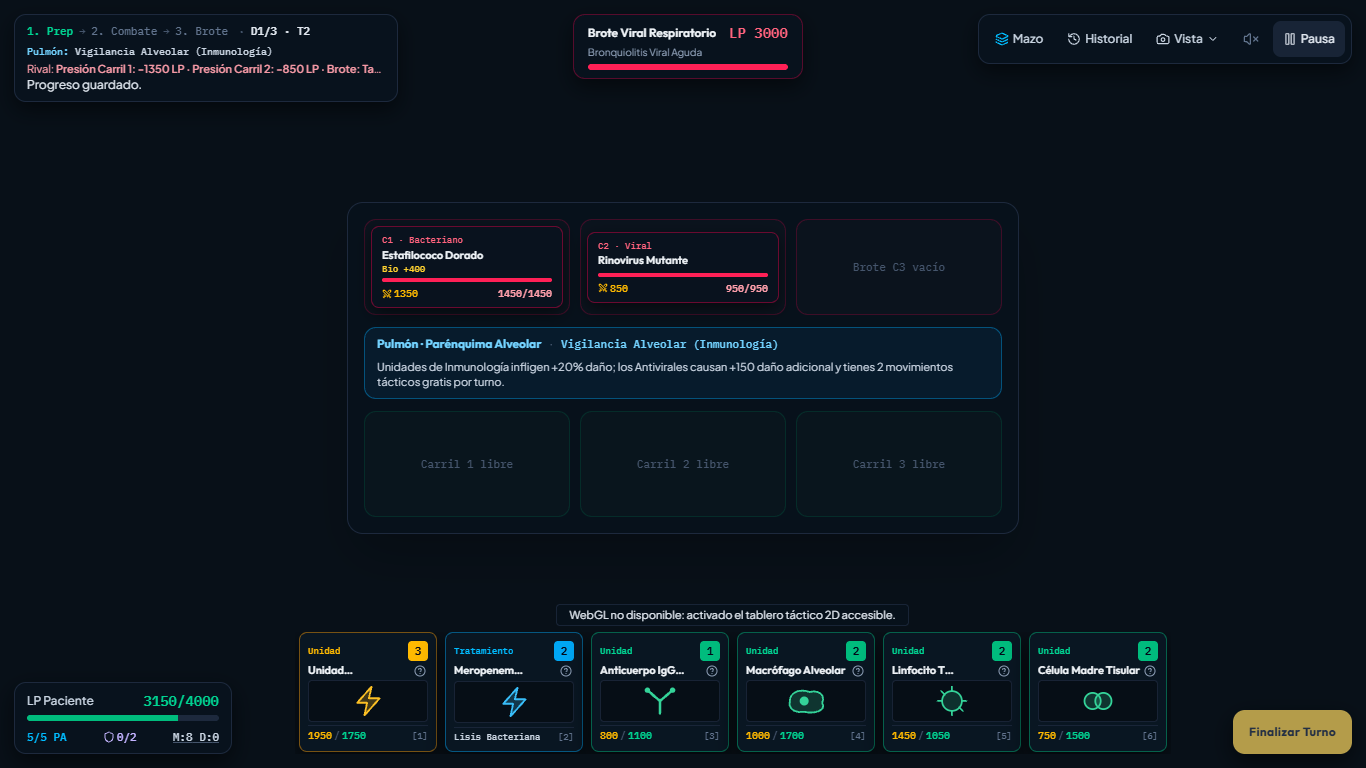 1. Prep → 2. Combate → 3. Brote · D1/3 · T2
Pulmón: Vigilancia Alveolar (Inmunología)
Rival: Presión Carril 1: -1350 LP · Presión Carril 2: -850 LP · Brote: Ta...
Progreso guardado.
Brote Viral Respiratorio LP 3000
Bronquiolitis Viral Aguda
Mazo Historial Vista Pausa
C1 · Bacteriano
Estafilococo Dorado
Bio +400
1350 1450/1450
C2 · Viral
Rinovirus Mutante
850 950/950
Brote C3 vacío
Pulmón · Parénquima Alveolar · Vigilancia Alveolar (Inmunología)
Unidades de Inmunología infligen +20% daño; los Antivirales causan +150 daño adicional y tienes 2 movimientos
tácticos gratis por turno.
Carril 1 libre
Carril 2 libre
Carril 3 libre
WebGL no disponible: activado el tablero táctico 2D accesible.
LP Paciente 3150/4000
5/5 PA 0/2 M:8 D:0
Unidad 3
Unidad...
1950 / 1750 [1]
Tratamiento 2
Meropenem...
Lisis Bacteriana [2]
Unidad 1
Anticuerpo IgG...
800 / 1100 [3]
Unidad 2
Macrófago Alveolar
1000 / 1700 [4]
Unidad 2
Linfocito T...
1450 / 1050 [5]
Unidad 2
Célula Madre Tisular
750 / 1500 [6]
Finalizar Turno